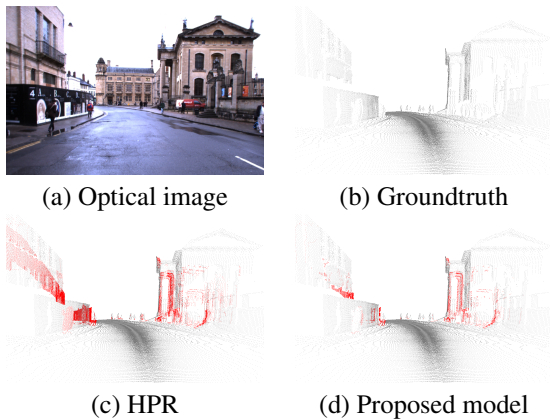 (a) Optical image
(b) Groundtruth
(c) HPR
(d) Proposed model